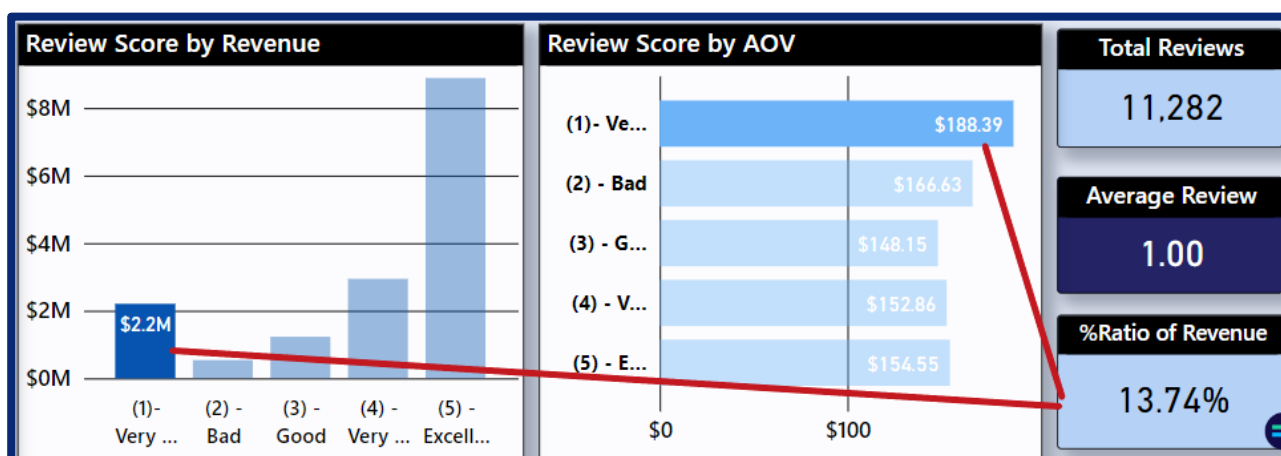 Review Score by Revenue
$8M
$6M
$4M
$2M
$0M
$2.2M
(1)- Very ...
(2) - Bad
(3) - Good
(4) - Very ...
(5) - Excell...
Review Score by AOV
(1)- Ve...
$188.39
(2) - Bad
$166.63
(3) - G...
$148.15
(4) - V...
$152.86
(5) - E...
$154.55
$0
$100
Total Reviews
11,282
Average Review
1.00
%Ratio of Revenue
13.74%